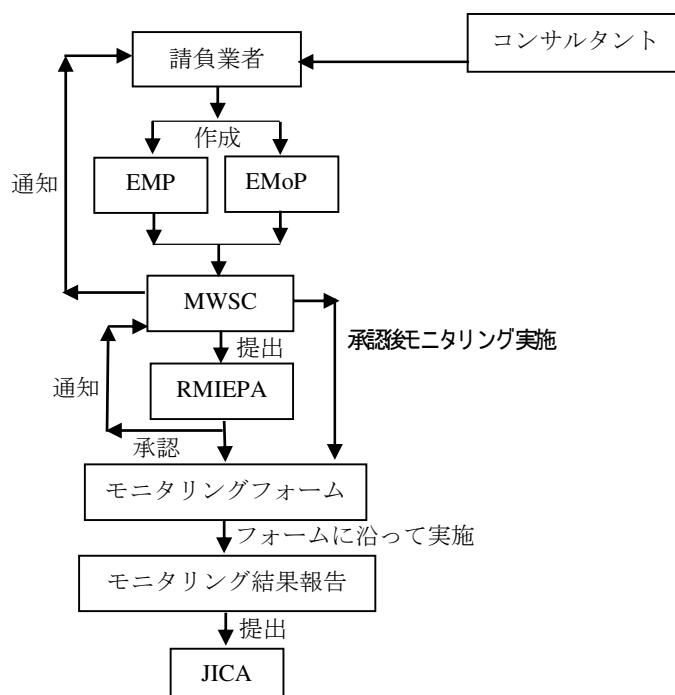 コンサルタント
請負業者
作成
EMP
EMoP
通知
MWSC
承認後モニタリング実施
提出
RMIEPA
通知
承認
モニタリングフォーム
フォームに沿って実施
モニタリング結果報告
提出
JICA